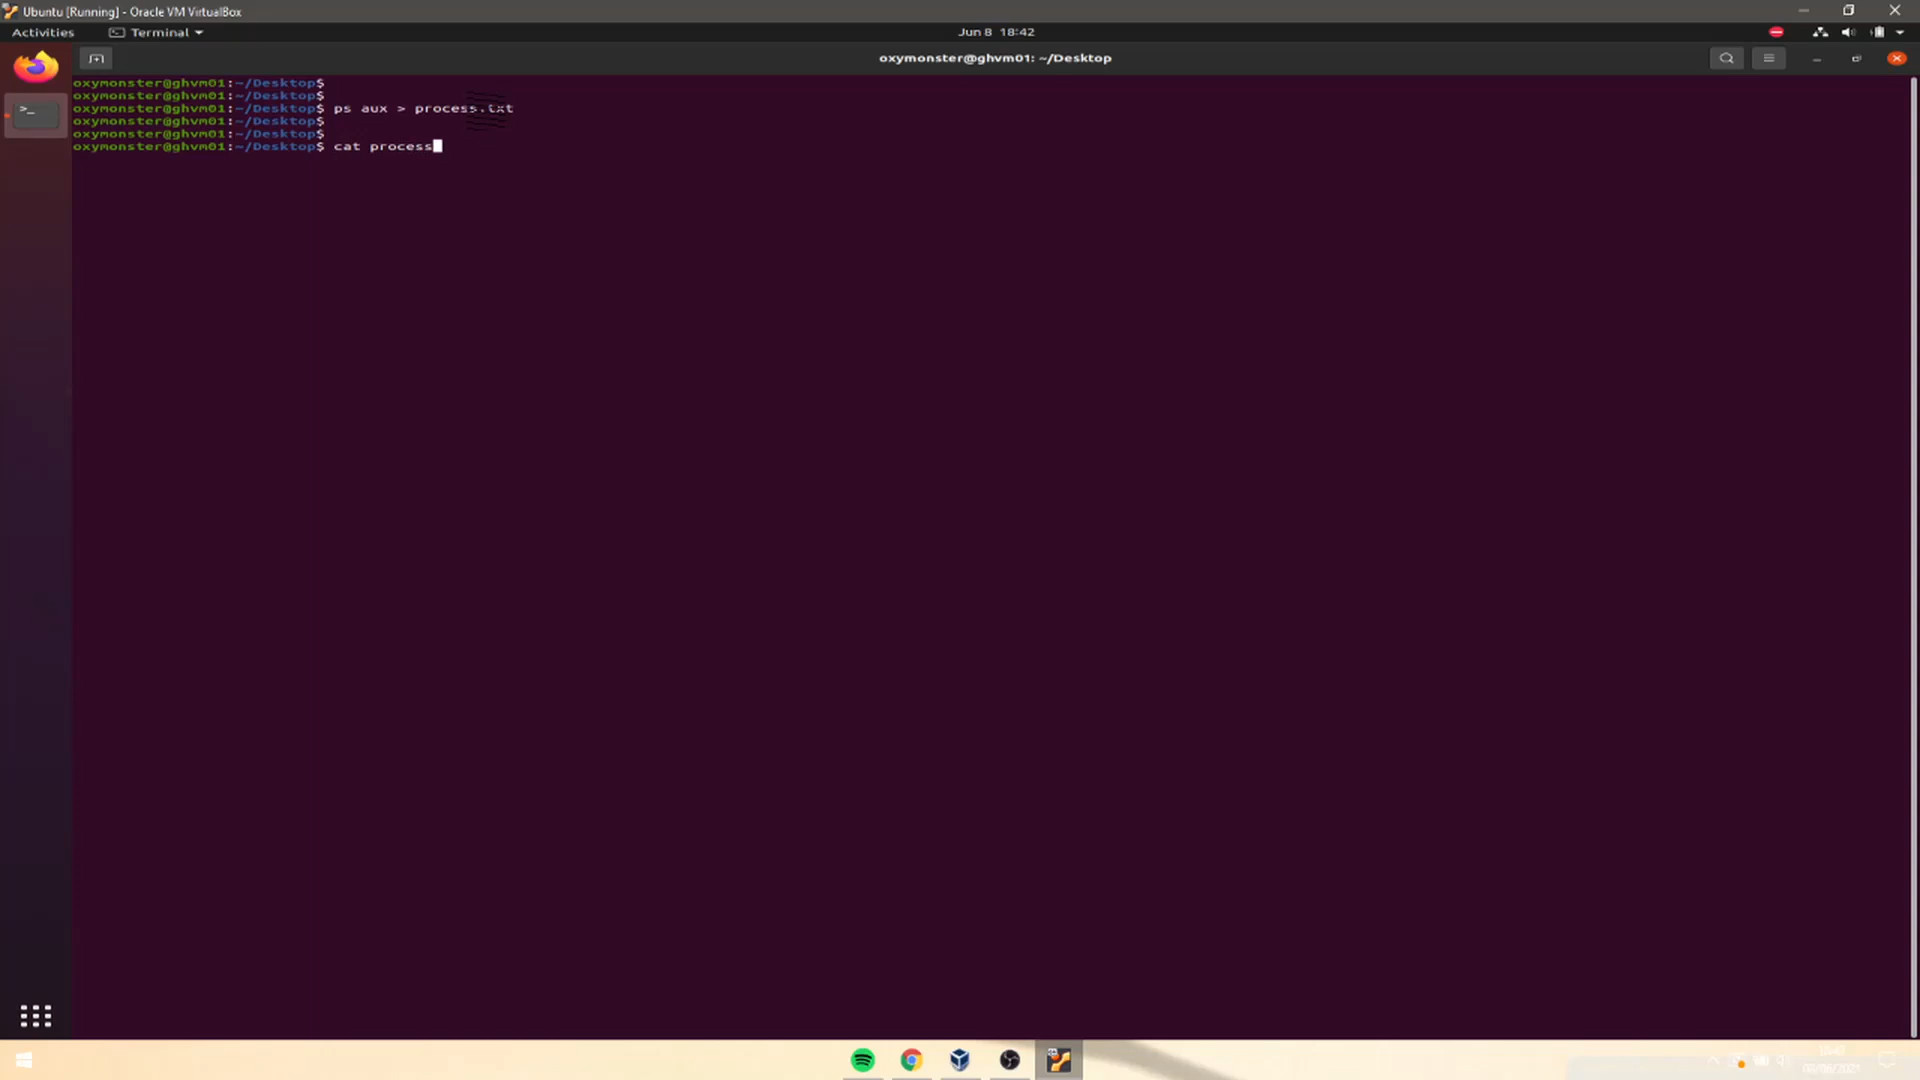 Ubuntu [Running] - Oracle VM VirtualBox
Activities
Terminal
Jun 8 18:42
oxymonster@ghvm01: ~/Desktop
oxymonster@ghvm01:~/Desktop$
oxymonster@ghvm01:~/Desktop$
oxymonster@ghvm01:~/Desktop$ ps aux > process.txt
oxymonster@ghvm01:~/Desktop$
oxymonster@ghvm01:~/Desktop$
oxymonster@ghvm01:~/Desktop$ cat process